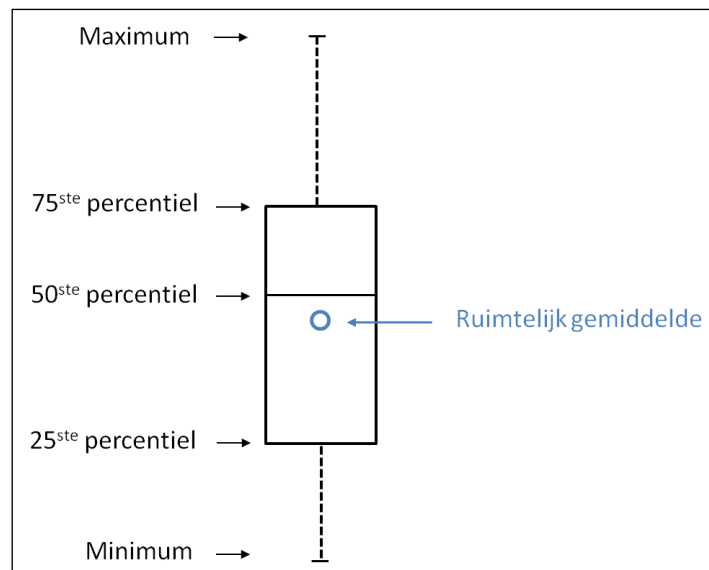 Maximum
75ste percentiel
50ste percentiel
Ruimtelijk gemiddelde
25ste percentiel
Minimum